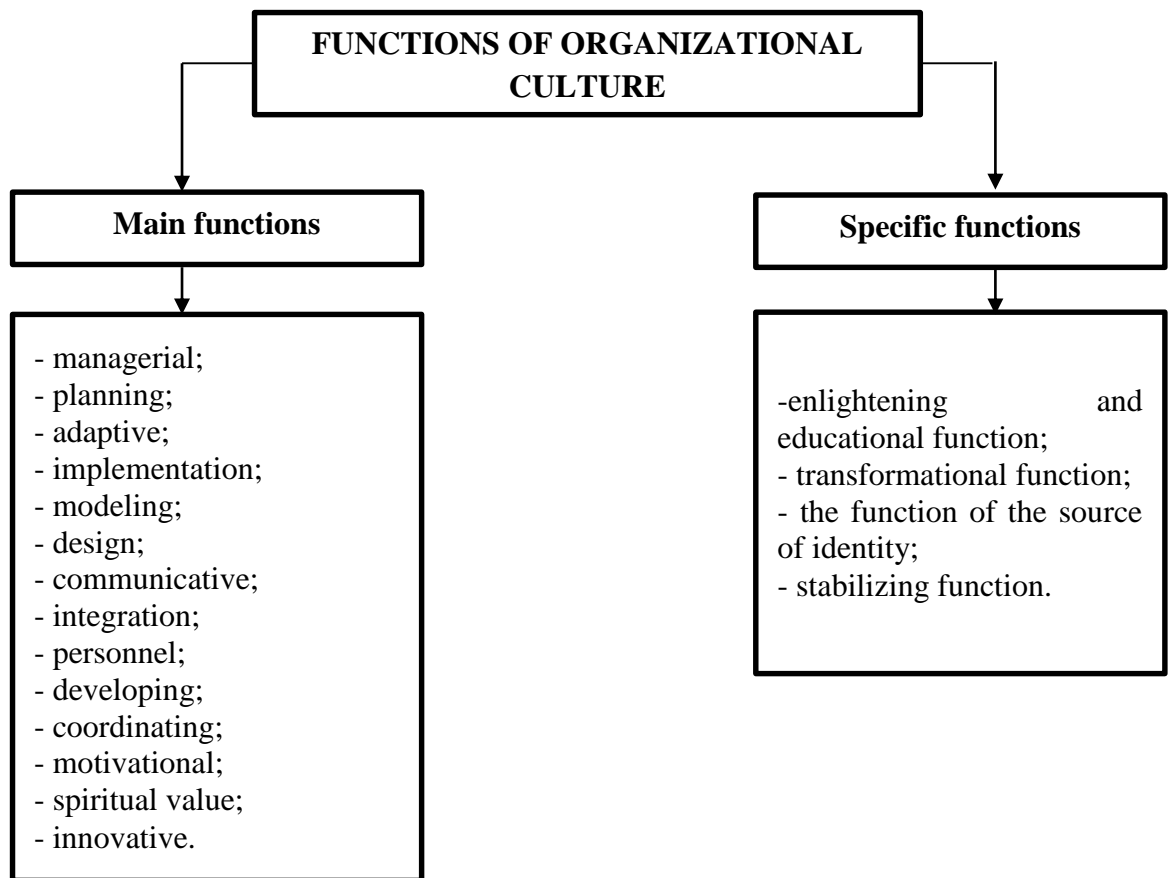 FUNCTIONS OF ORGANIZATIONAL
CULTURE
Main functions
- managerial;
- planning;
- adaptive;
- implementation;
- modeling;
- design;
- communicative;
- integration;
- personnel;
- developing;
- coordinating;
- motivational;
- spiritual value;
- innovative.
Specific functions
-enlightening and
educational function;
- transformational function;
- the function of the source
of identity;
- stabilizing function.